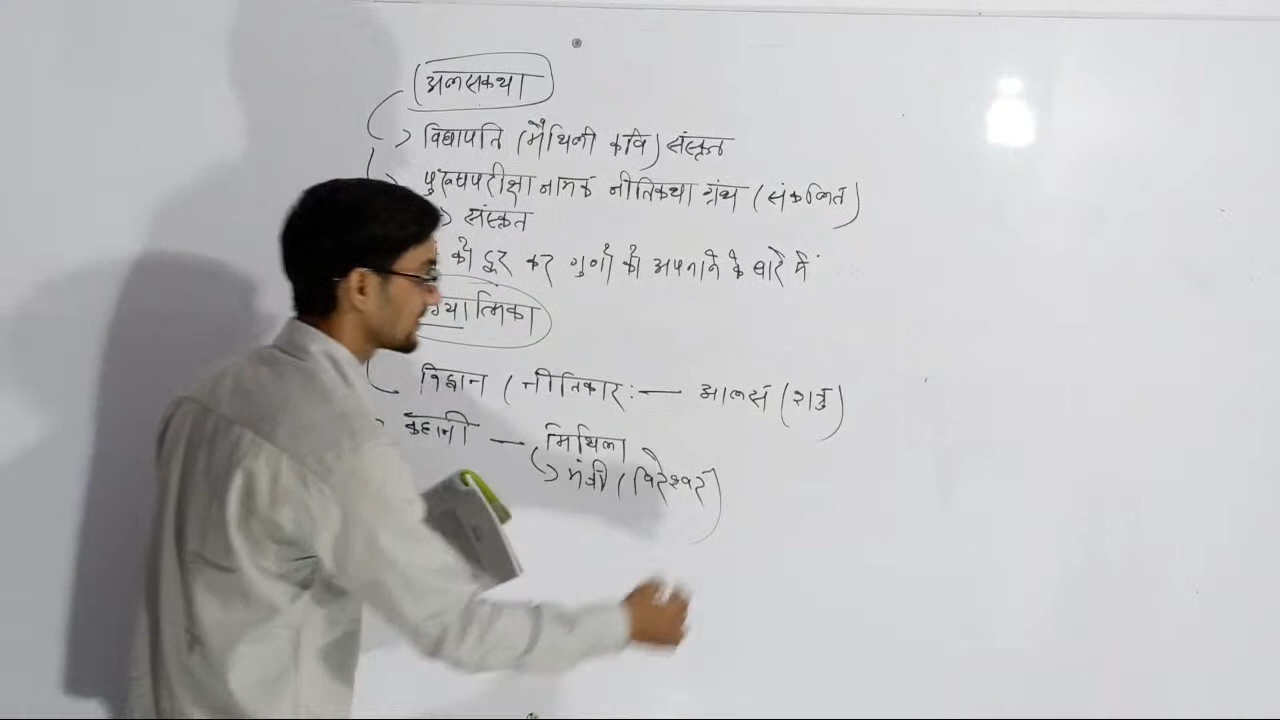 अलसकथा
> विद्यापति (मैथिली कवि) संस्कृत
पुरुषपरीक्षा नामक नीतिकथा ग्रंथ (संकलित)
> संस्कृत
को दूर कर गुणों को अपनाने के बारे में
ग्यात्मिका
विद्वान (नीतिकार :— आलस (शत्रु)
कहानी — मिथिला
> मंत्री (विरेश्वर)